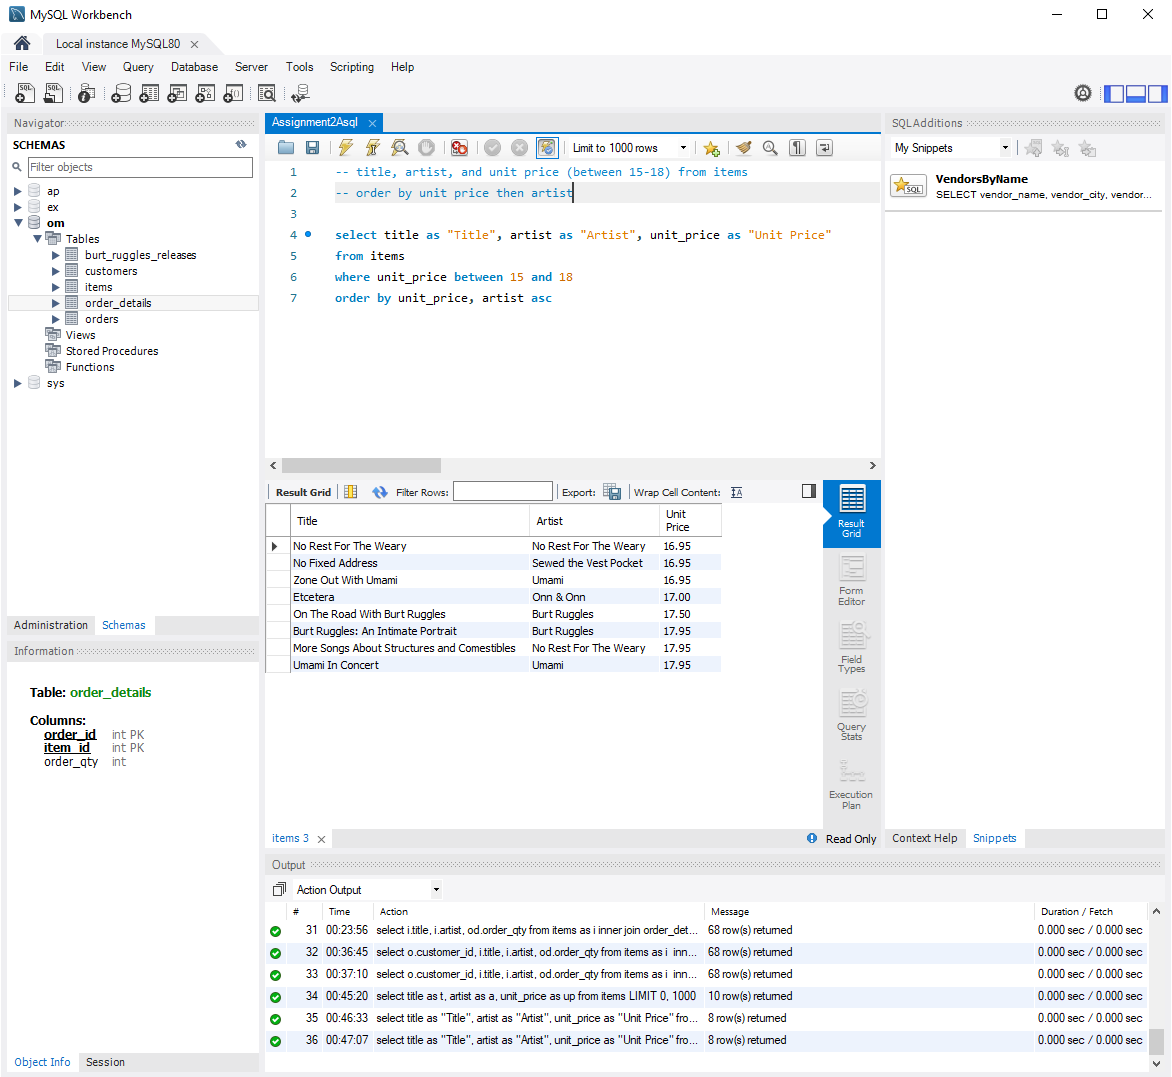 MySQL Workbench
Local instance MySQL80
File Edit View Query Database Server Tools Scripting Help
Navigator
SCHEMAS
Filter objects
ap
ex
om
Tables
burt_ruggles_releases
customers
items
order_details
orders
Views
Stored Procedures
Functions
sys
Administration Schemas
Information
Table: order_details
Columns:
order_id int PK
item_id int PK
order_qty int
Object Info Session
Assignment2Asql
Limit to 1000 rows
1 -- title, artist, and unit price (between 15-18) from items
2 -- order by unit price then artist
3
4 select title as "Title", artist as "Artist", unit_price as "Unit Price"
5 from items
6 where unit_price between 15 and 18
7 order by unit_price, artist asc
Result Grid Filter Rows: Export: Wrap Cell Content:
Title Artist Unit Price
No Rest For The Weary No Rest For The Weary 16.95
No Fixed Address Sewed the Vest Pocket 16.95
Zone Out With Umami Umami 16.95
Etcetera Onn & Onn 17.00
On The Road With Burt Ruggles Burt Ruggles 17.50
Burt Ruggles: An Intimate Portrait Burt Ruggles 17.95
More Songs About Structures and Comestibles No Rest For The Weary 17.95
Umami In Concert Umami 17.95
Result
Grid
Form
Editor
Field
Types
Query
Stats
Execution
Plan
items 3
Read Only
SQLAdditions
My Snippets
SQL
VendorsByName
SELECT vendor_name, vendor_city, vendor...
Context Help Snippets
Output
Action Output
# Time Action Message Duration / Fetch
31 00:23:56 select i.title, i.artist, od.order_qty from items as i inner join order_det... 68 row(s) returned 0.000 sec / 0.000 sec
32 00:36:45 select o.customer_id, i.title, i.artist, od.order_qty from items as i inn... 68 row(s) returned 0.000 sec / 0.000 sec
33 00:37:10 select o.customer_id, i.title, i.artist, od.order_qty from items as i inn... 68 row(s) returned 0.000 sec / 0.000 sec
34 00:45:20 select title as t, artist as a, unit_price as up from items LIMIT 0, 1000 10 row(s) returned 0.000 sec / 0.000 sec
35 00:46:33 select title as "Title", artist as "Artist", unit_price as "Unit Price" fro... 8 row(s) returned 0.000 sec / 0.000 sec
36 00:47:07 select title as "Title", artist as "Artist", unit_price as "Unit Price" fro... 8 row(s) returned 0.000 sec / 0.000 sec